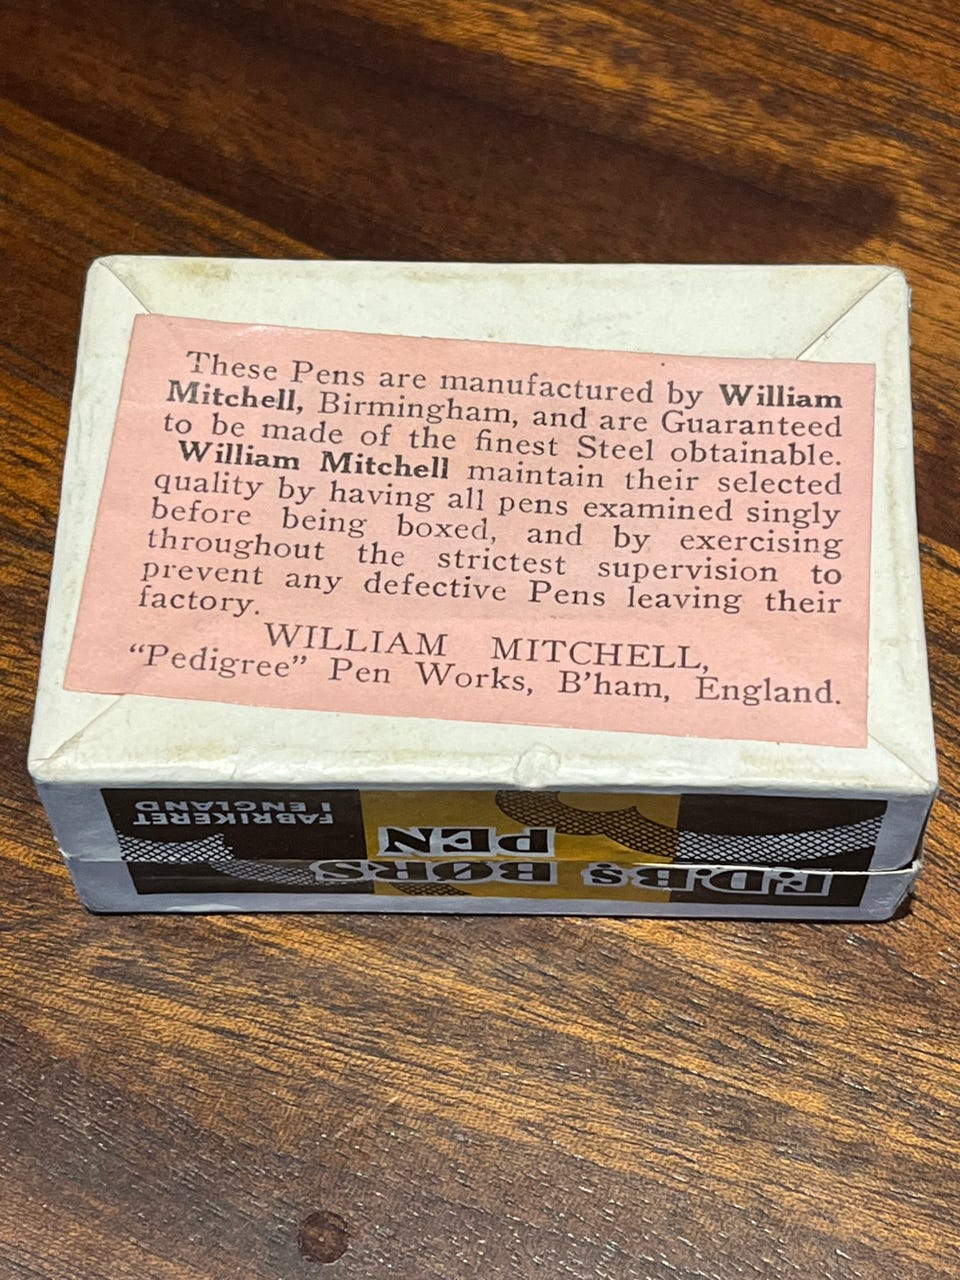 These Pens are manufactured by William
Mitchell, Birmingham, and are Guaranteed
to be made of the finest Steel obtainable.
William Mitchell maintain their selected
quality by having all pens examined singly
before being boxed, and by exercising
throughout the strictest supervision to
prevent any defective Pens leaving their
factory.
WILLIAM MITCHELL,
“Pedigree” Pen Works, B'ham, England.
F.D.B.s BØRS
PEN
FABRIKERET
I ENGLAND